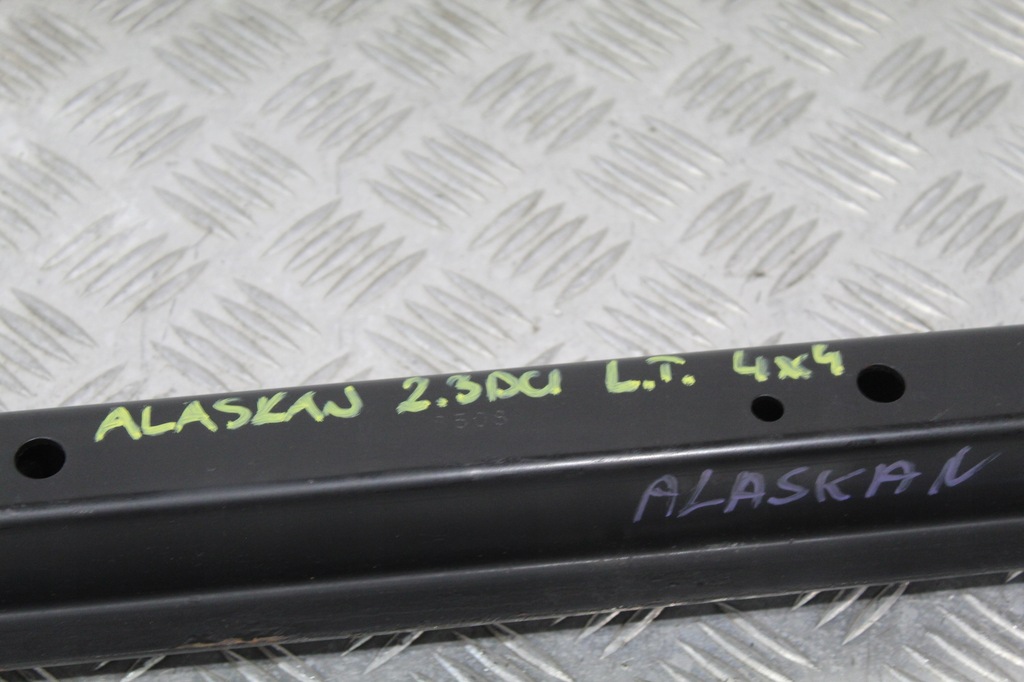 ALASKAN 2.3DCI L.T. 4x4
ALASKAN